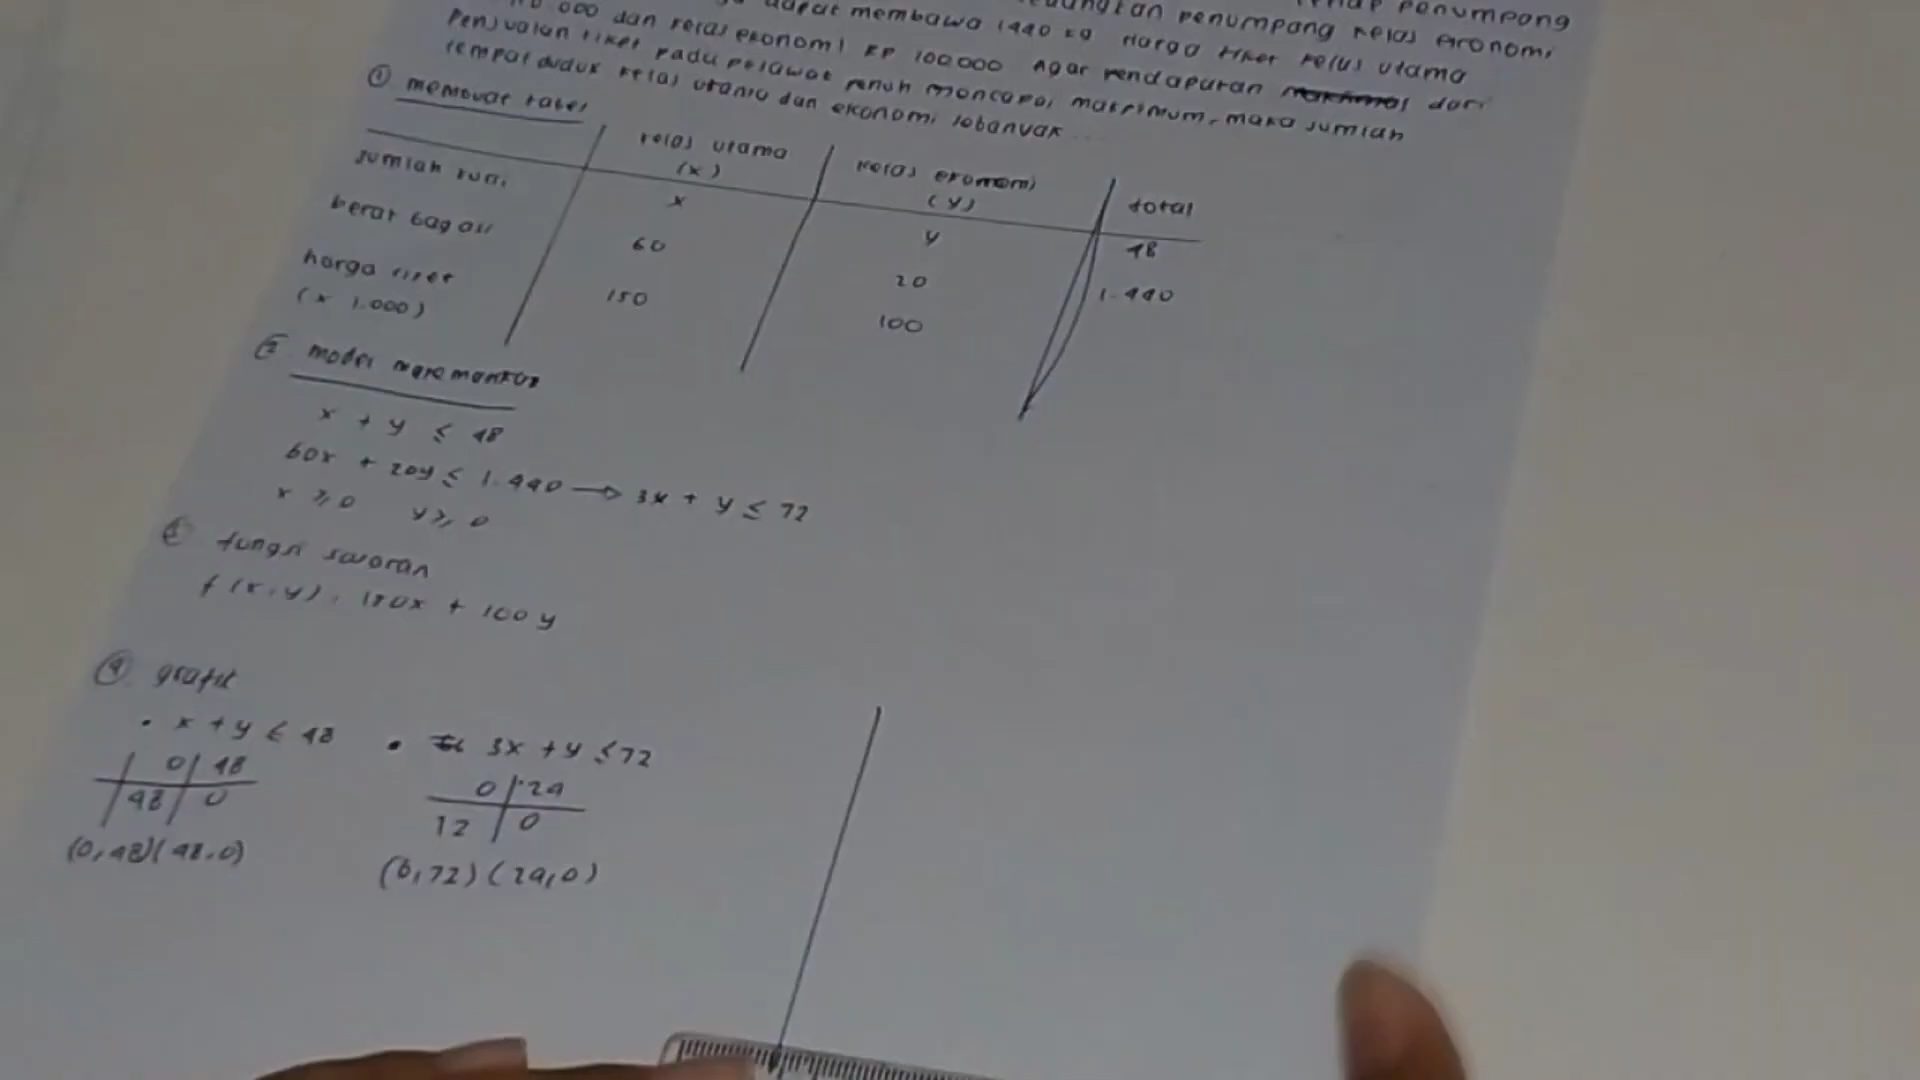 penumpang
penumpang kelas ekonomi
dapat membawa 1440 kg Harga tiket kelas utama
.000 dan kelas ekonomi RP 100.000 Agar pendapatan dari
Penjualan tiket pada pesawat penuh mencapai maksimum, maka jumlah
tempat duduk kelas utama dan ekonomi sebanyak ...
① membuat tabel
kelas utama kelas ekonomi total
(x) (y)
jumlah kursi x y 48
berat bagasi 60 20 1.440
harga tiket 150 100
(x 1.000)
② model matematika
x + y ≤ 48
60x + 20y ≤ 1.440 → 3x + y ≤ 72
x ≥ 0 y ≥ 0
fungsi sasaran
f(x,y) = 150x + 100y
④ grafik
• x + y ≤ 48 • 3x + y ≤ 72
0 48 0 24
48 0 12 0
(0,48)(48,0) (0,72)(24,0)